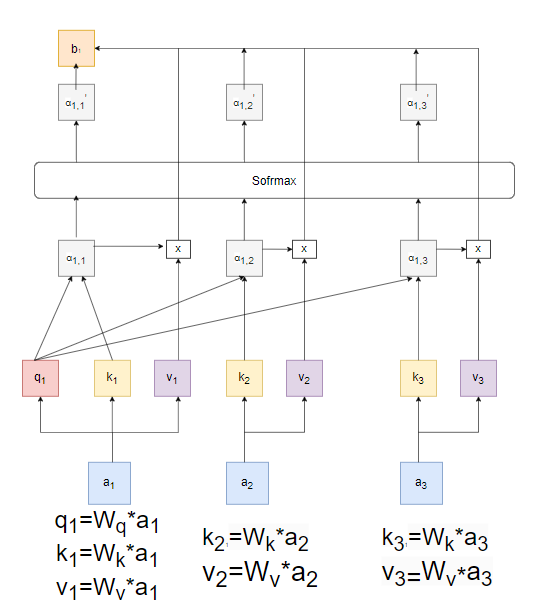 b₁
α₁,₁' α₁,₂' α₁,₃'
Sofrmax
α₁,₁ x α₁,₂ x α₁,₃ x
q₁ k₁ v₁ k₂ v₂ k₃ v₃
a₁ a₂ a₃
q₁=W_q*a₁
k₁=Wₖ*a₁
v₁=Wᵥ*a₁
k₂,=Wₖ*a₂
v₂=Wᵥ*a₂
k₃,=Wₖ*a₃
v₃=Wᵥ*a₃